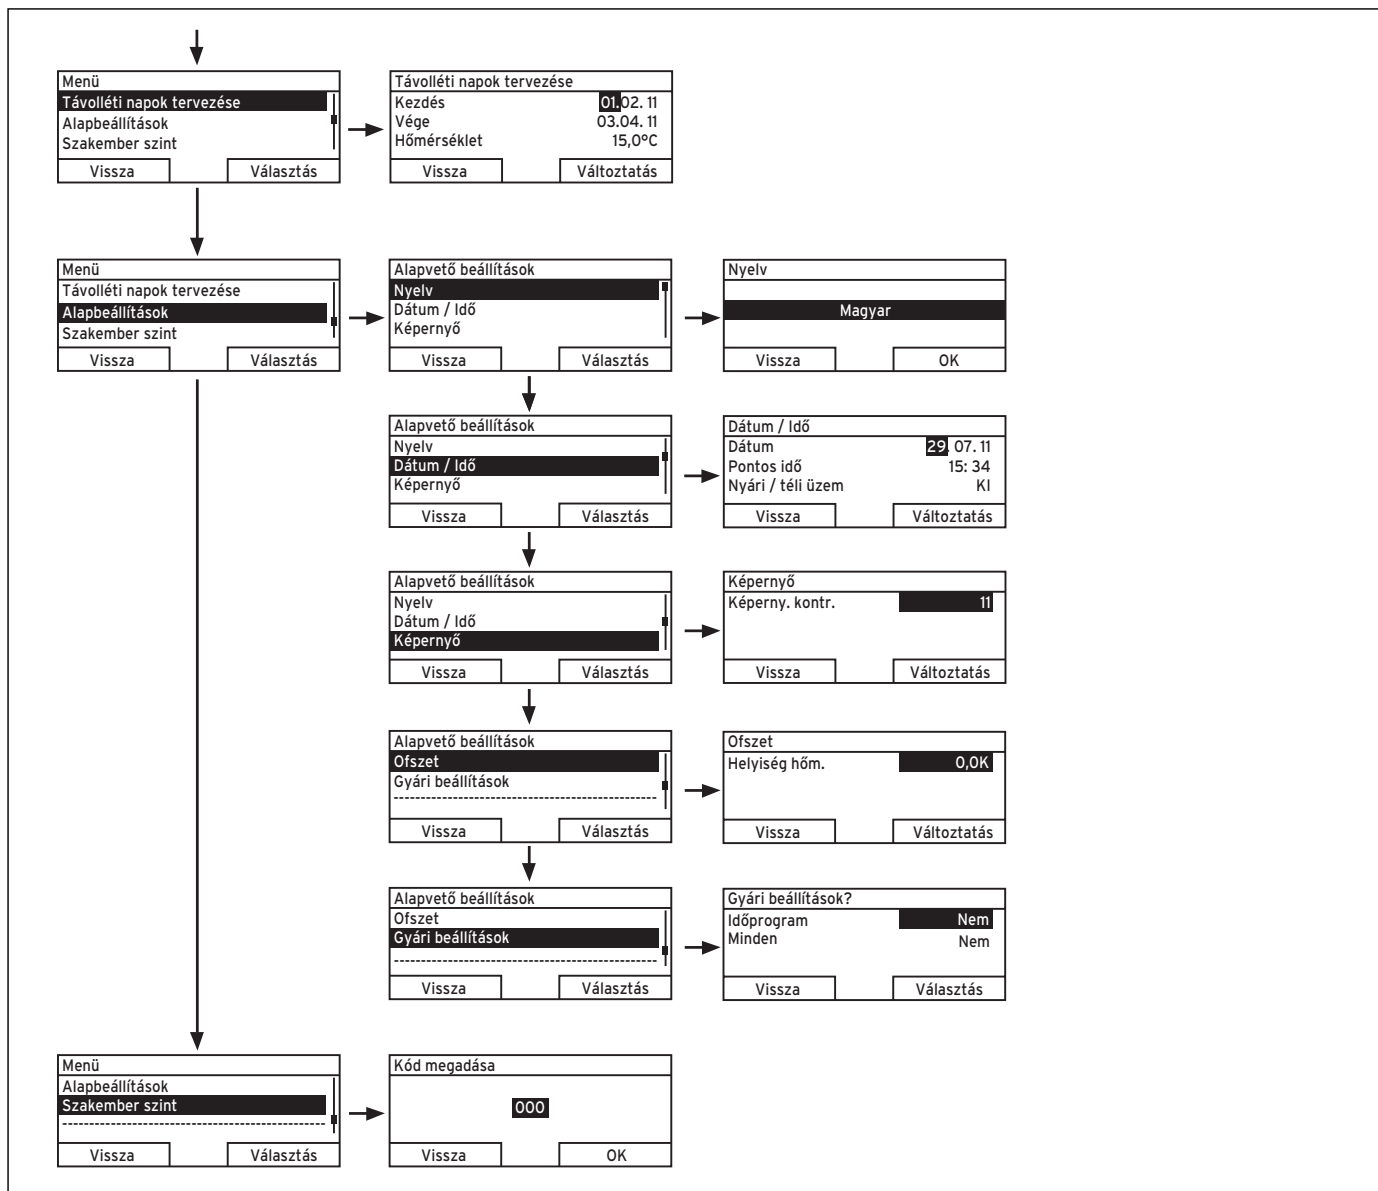 Menü
Távolléti napok tervezése
Alapbeállítások
Szakember szint
Vissza Választás
Távolléti napok tervezése
Kezdés 01.02. 11
Vége 03.04. 11
Hőmérséklet 15,0°C
Vissza Változtatás
Menü
Távolléti napok tervezése
Alapbeállítások
Szakember szint
Vissza Választás
Alapvető beállítások
Nyelv
Dátum / Idő
Képernyő
Vissza Választás
Nyelv
Magyar
Vissza OK
Alapvető beállítások
Nyelv
Dátum / Idő
Képernyő
Vissza Választás
Dátum / Idő
Dátum 29. 07. 11
Pontos idő 15: 34
Nyári / téli üzem KI
Vissza Változtatás
Alapvető beállítások
Nyelv
Dátum / Idő
Képernyő
Vissza Választás
Képernyő
Képerny. kontr. 11
Vissza Változtatás
Alapvető beállítások
Ofszet
Gyári beállítások
Vissza Választás
Ofszet
Helyiség hőm. 0,0K
Vissza Változtatás
Alapvető beállítások
Ofszet
Gyári beállítások
Vissza Választás
Gyári beállítások?
Időprogram Nem
Minden Nem
Vissza Választás
Menü
Alapbeállítások
Szakember szint
Vissza Választás
Kód megadása
000
Vissza OK